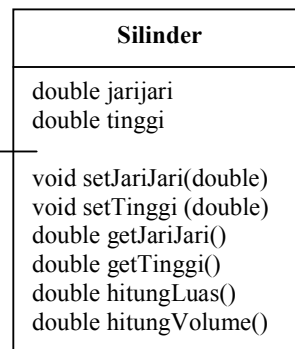 Silinder
double jarijari
double tinggi
void setJariJari(double)
void setTinggi (double)
double getJariJari()
double getTinggi()
double hitungLuas()
double hitungVolume()